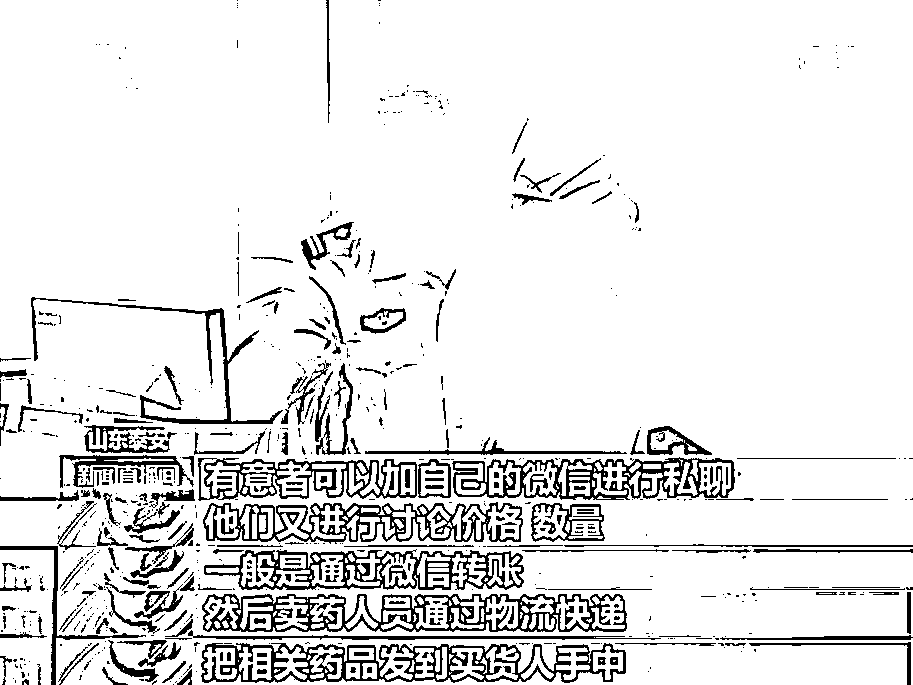 山东泰安
新闻直播间
有意者可以加自己的微信进行私聊
他们又进行讨论价格 数量
一般是通过微信转账
然后卖药人员通过物流快递
把相关药品发到买货人手中